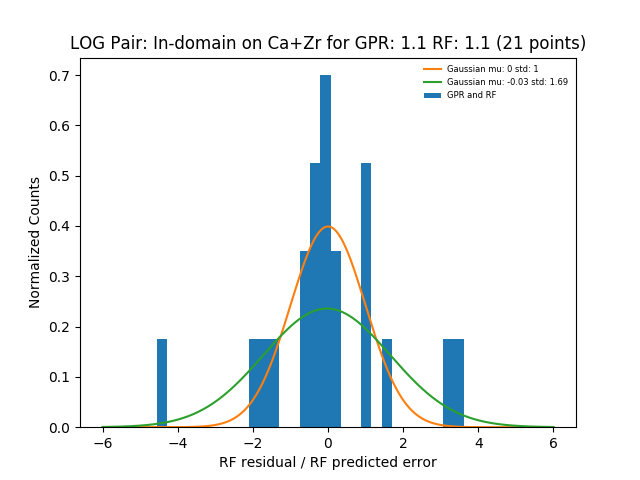 LOG Pair: In-domain on Ca+Zr for GPR: 1.1 RF: 1.1 (21 points)
Gaussian mu: 0 std: 1
Gaussian mu: -0.03 std: 1.69
GPR and RF
Normalized Counts
0.7
0.6
0.5
0.4
0.3
0.2
0.1
0.0
−6 −4 −2 0 2 4 6
RF residual / RF predicted error